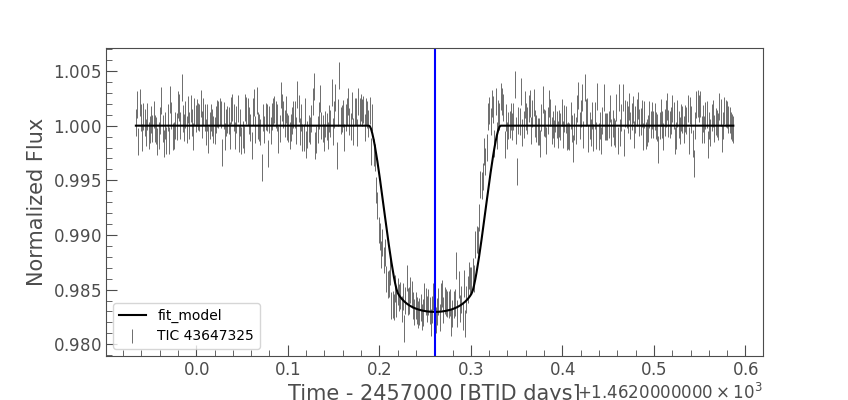 1.005
1.000
0.995
0.990
0.985
0.980
Normalized Flux
fit_model
TIC 43647325
0.0 0.1 0.2 0.3 0.4 0.5 0.6
Time - 2457000 [BTJD days]
+1.4620000000 × 10³